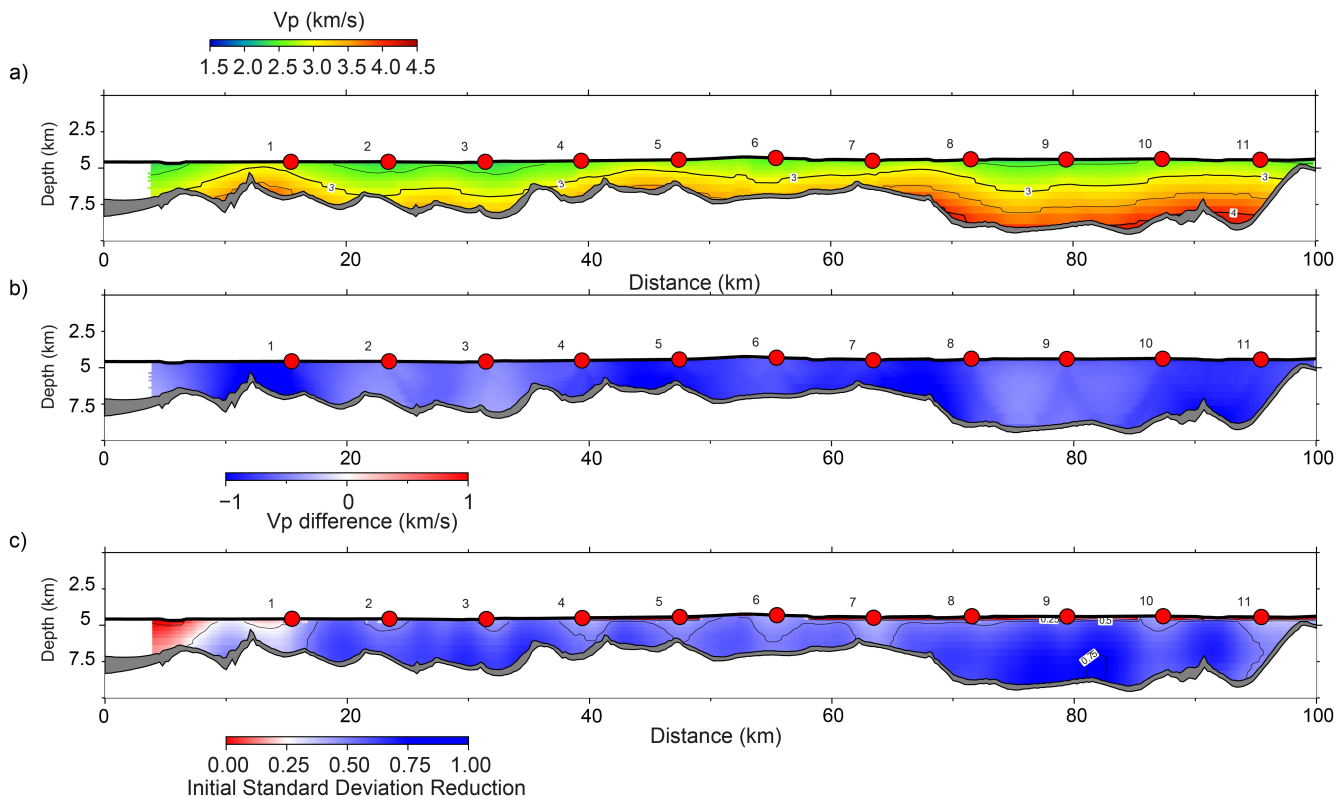 Vp (km/s)
1.5 2.0 2.5 3.0 3.5 4.0 4.5
a)
Depth (km)
2.5
5
7.5
1 2 3 4 5 6 7 8 9 10 11
3 3 3 3 3 4
0 20 40 60 80 100
Distance (km)
b)
Depth (km)
2.5
5
7.5
1 2 3 4 5 6 7 8 9 10 11
0 20 40 60 80 100
−1 0 1
Vp difference (km/s)
c)
Depth (km)
2.5
5
7.5
1 2 3 4 5 6 7 8 9 10 11
0.25 0.5
0.75
0 20 40 60 80 100
Distance (km)
0.00 0.25 0.50 0.75 1.00
Initial Standard Deviation Reduction